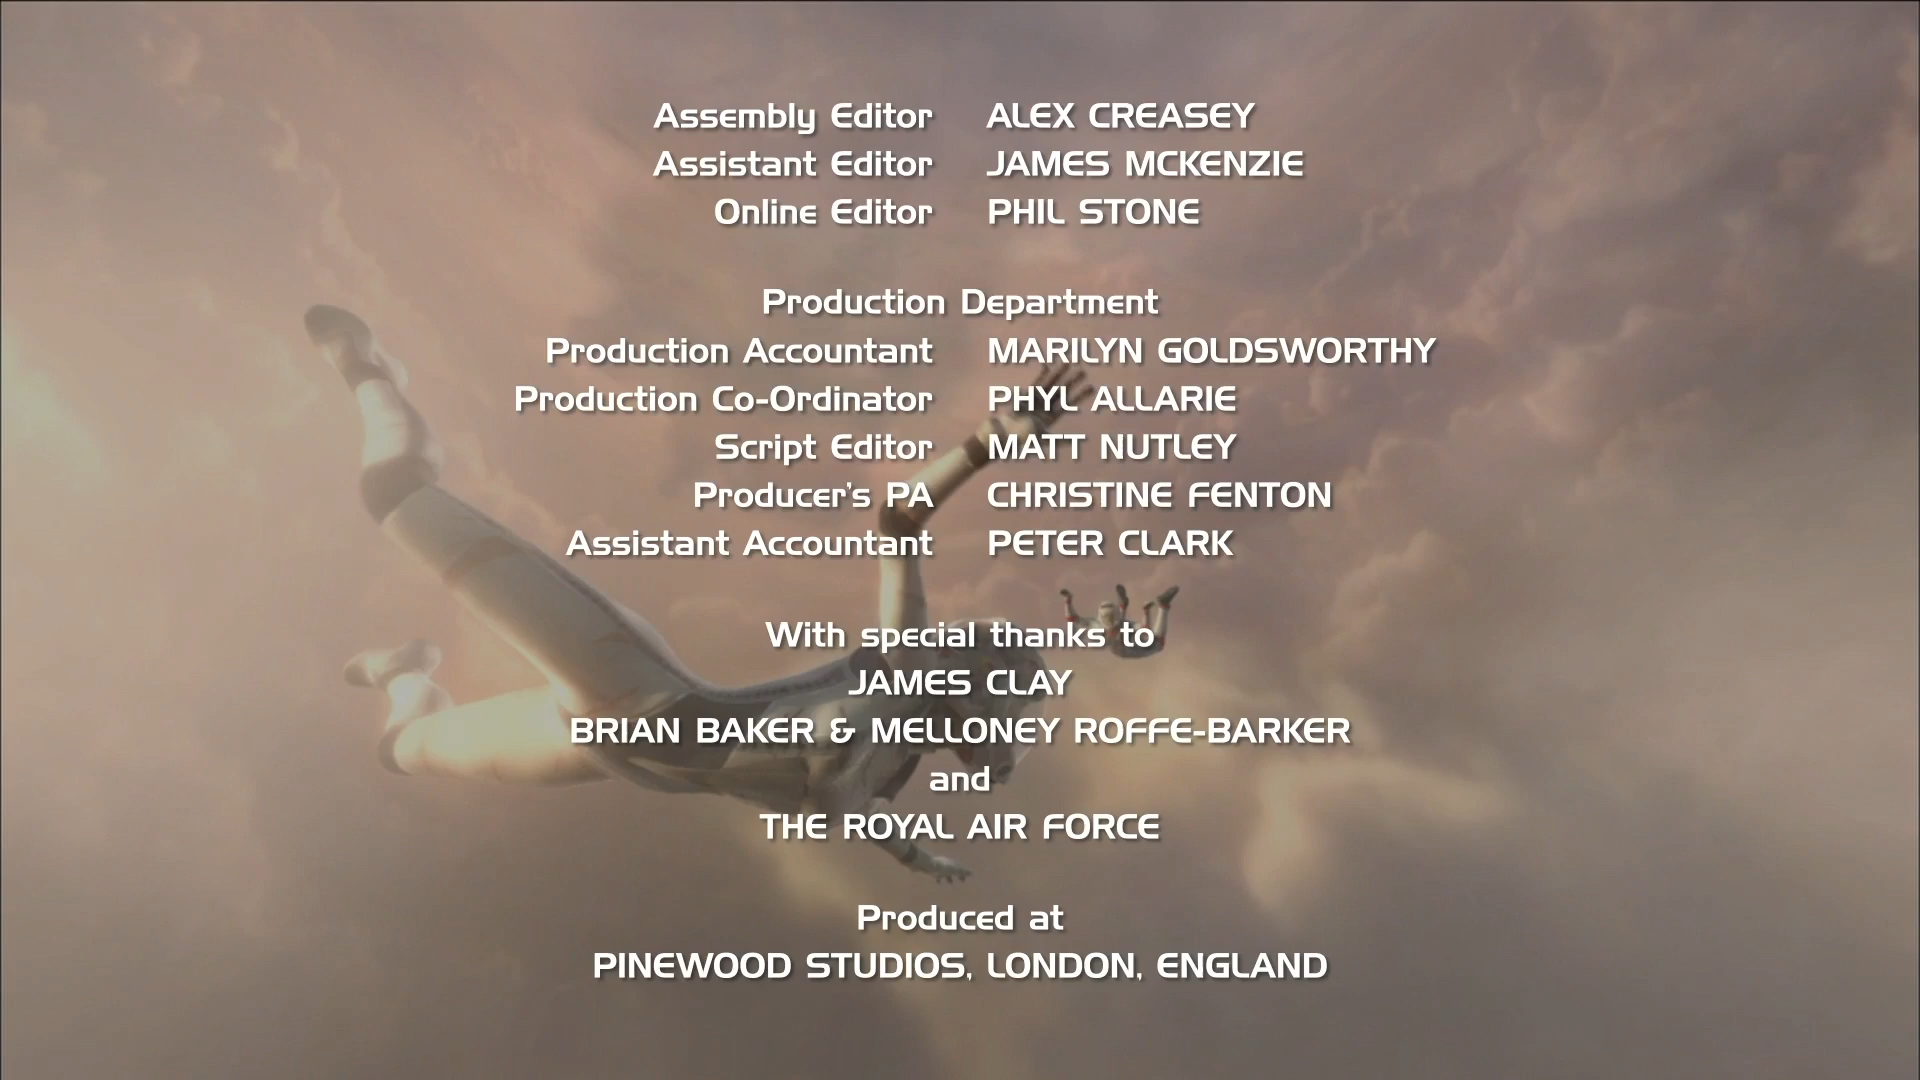 Assembly Editor ALEX CREASEY
Assistant Editor JAMES MCKENZIE
Online Editor PHIL STONE
Production Department
Production Accountant MARILYN GOLDSWORTHY
Production Co-Ordinator PHYL ALLARIE
Script Editor MATT NUTLEY
Producer's PA CHRISTINE FENTON
Assistant Accountant PETER CLARK
With special thanks to
JAMES CLAY
BRIAN BAKER & MELLONEY ROFFE-BARKER
and
THE ROYAL AIR FORCE
Produced at
PINEWOOD STUDIOS, LONDON, ENGLAND